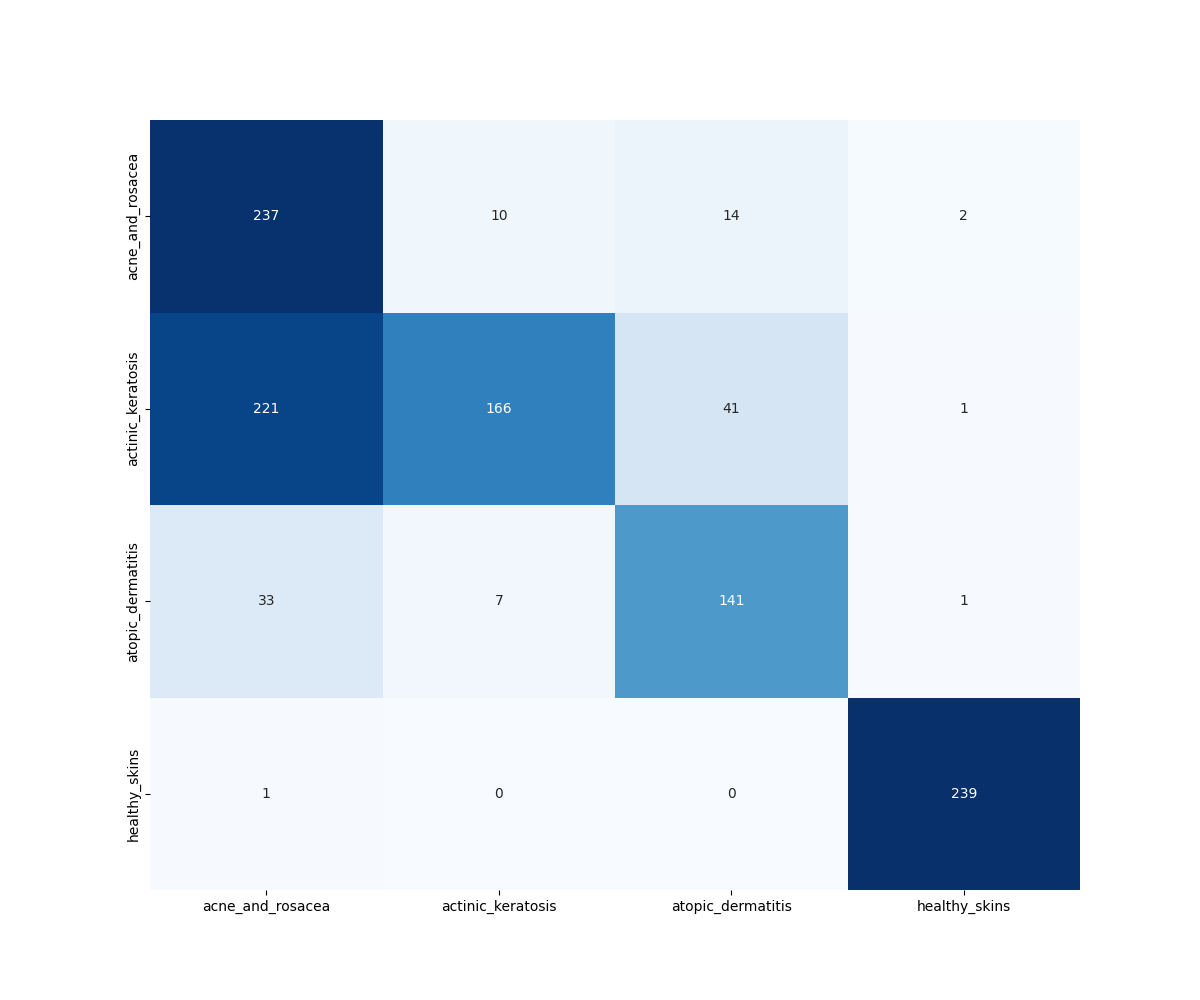 acne_and_rosacea
237 10 14 2
actinic_keratosis
221 166 41 1
atopic_dermatitis
33 7 141 1
healthy_skins
1 0 0 239
acne_and_rosacea actinic_keratosis atopic_dermatitis healthy_skins